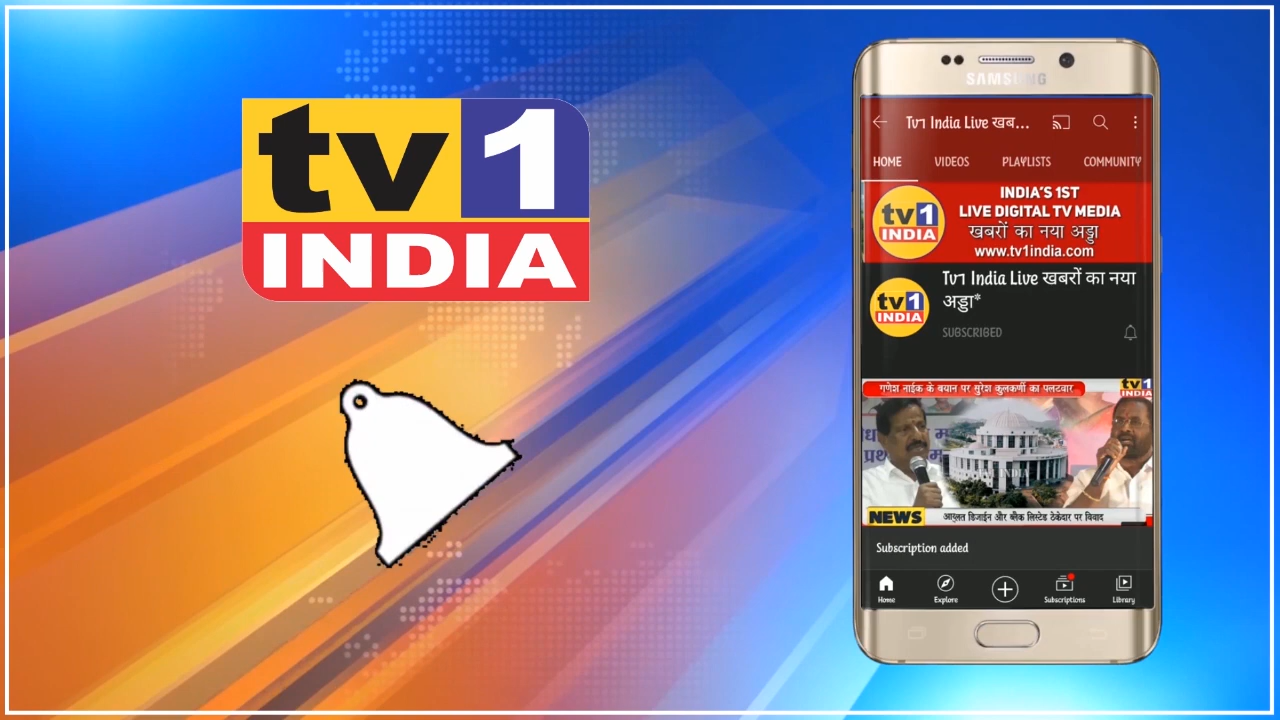 tv1
INDIA
SAMSUNG
Tv1 India Live खब...
HOME VIDEOS PLAYLISTS COMMUNITY
tv1
INDIA
INDIA'S 1ST
LIVE DIGITAL TV MEDIA
खबरों का नया अड्डा
www.tv1india.com
tv1
INDIA
Tv1 India Live खबरों का नया
अड्डा*
SUBSCRIBED
गणेश नाईक के बयान पर सुरेश कुलकर्णी का पलटवार
tv1
INDIA
NEWS
डिजाईन और ब्लैक लिस्टेड ठेकेदार पर विवाद
Subscription added
Home Explore Subscriptions Library